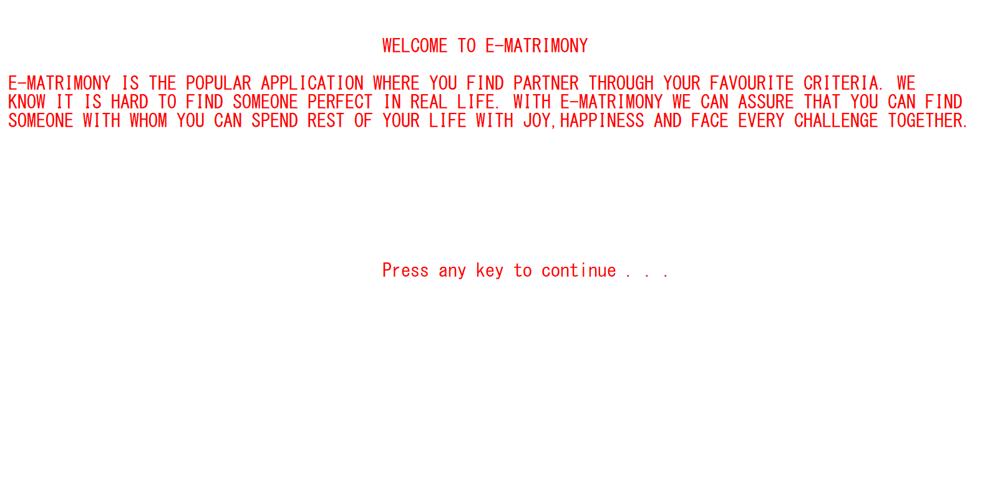 WELCOME TO E-MATRIMONY
E-MATRIMONY IS THE POPULAR APPLICATION WHERE YOU FIND PARTNER THROUGH YOUR FAVOURITE CRITERIA. WE
KNOW IT IS HARD TO FIND SOMEONE PERFECT IN REAL LIFE. WITH E-MATRIMONY WE CAN ASSURE THAT YOU CAN FIND
SOMEONE WITH WHOM YOU CAN SPEND REST OF YOUR LIFE WITH JOY,HAPPINESS AND FACE EVERY CHALLENGE TOGETHER.
Press any key to continue . . .